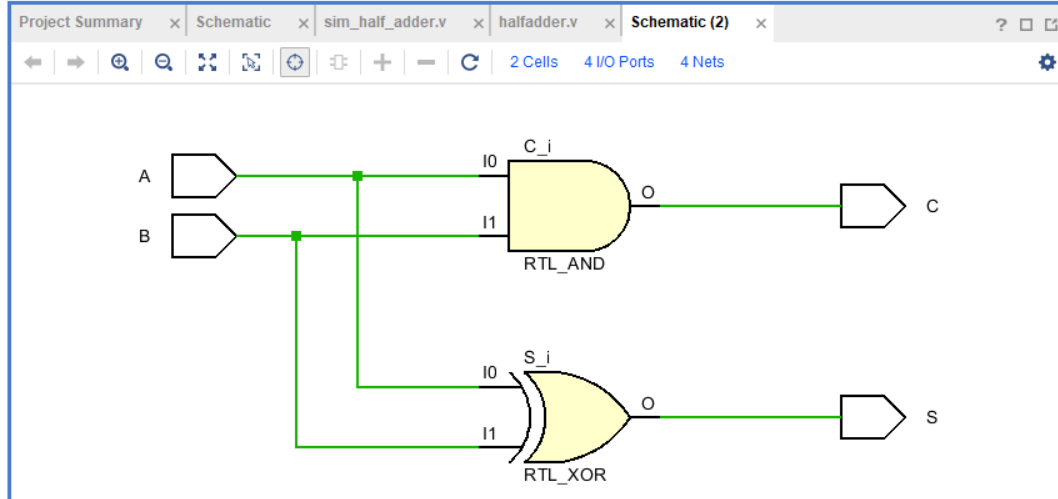 Project Summary × Schematic × sim_half_adder.v × halfadder.v × Schematic (2) × ?
2 Cells 4 I/O Ports 4 Nets
C_i
A I0 O C
B I1
RTL_AND
S_i
I0 O S
I1
RTL_XOR